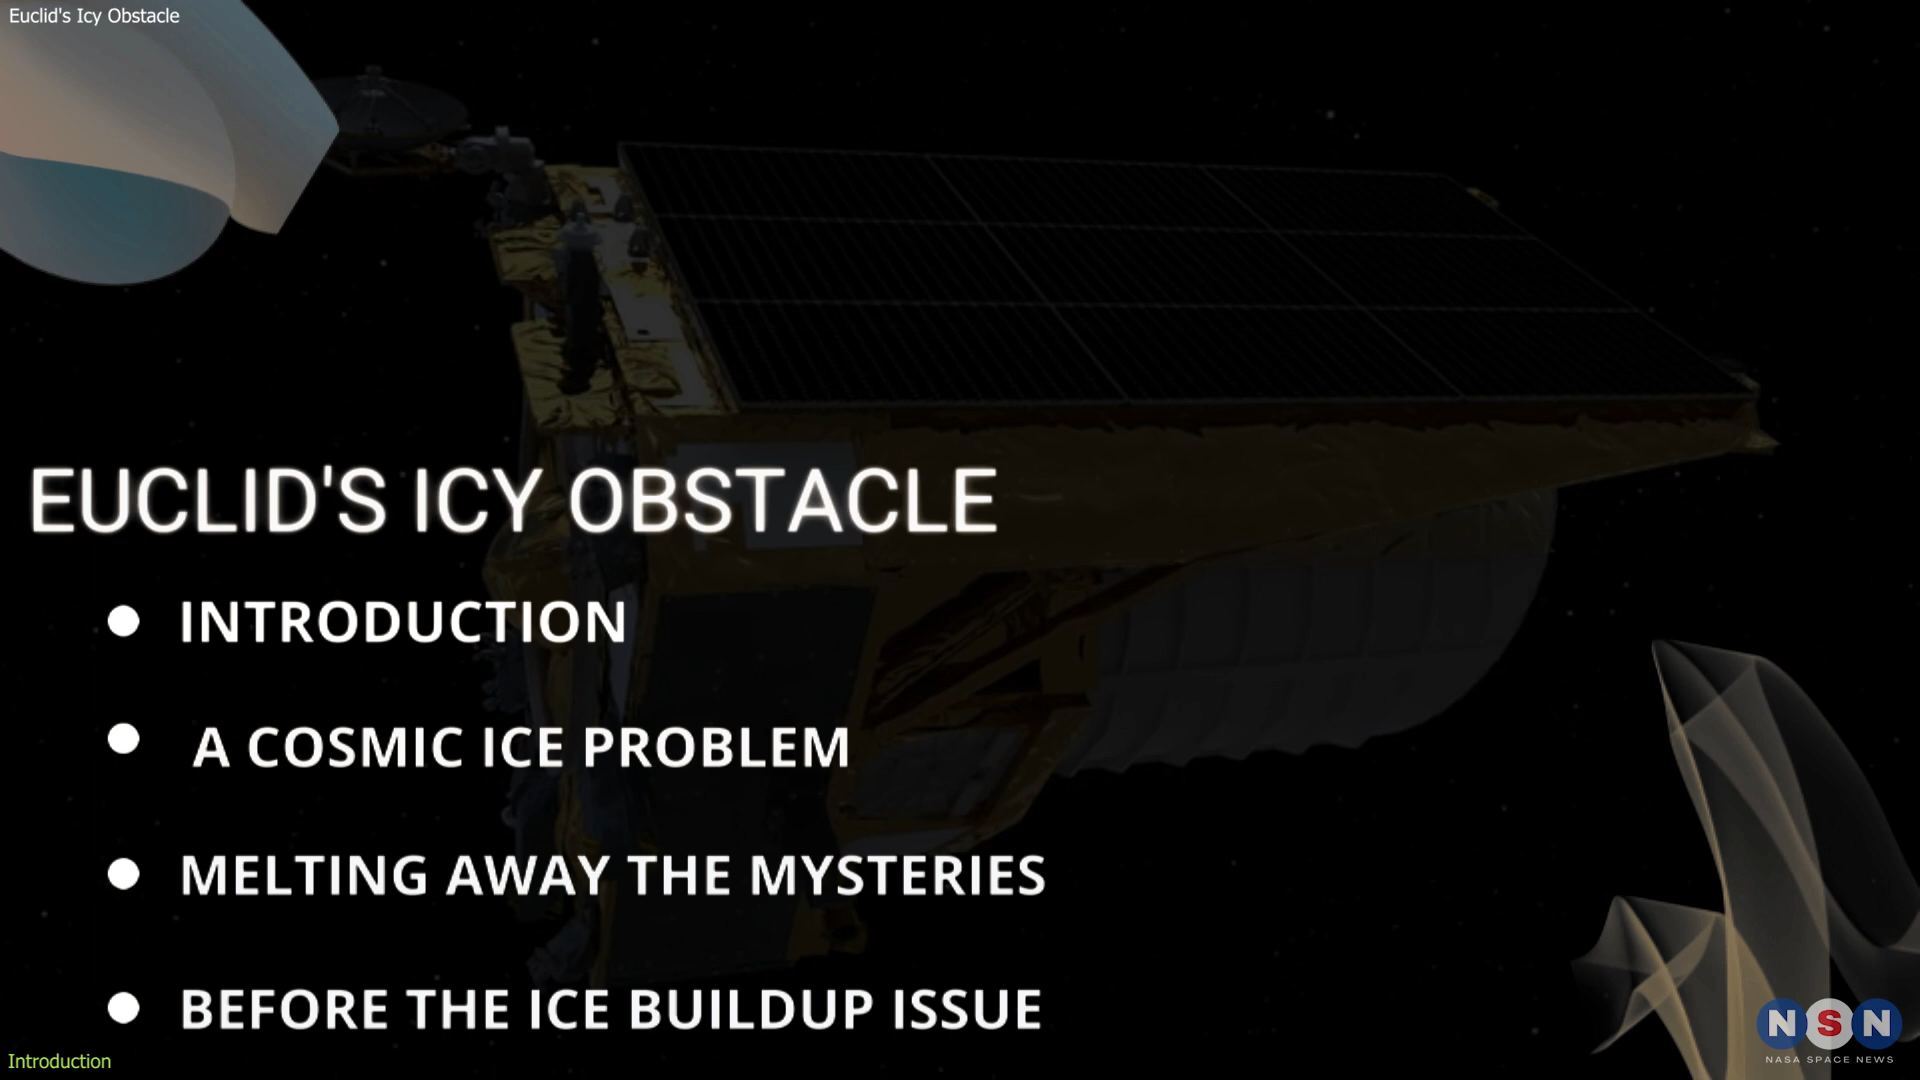 Euclid's Icy Obstacle
EUCLID'S ICY OBSTACLE
INTRODUCTION
A COSMIC ICE PROBLEM
MELTING AWAY THE MYSTERIES
BEFORE THE ICE BUILDUP ISSUE
Introduction
NSN
NASA SPACE NEWS